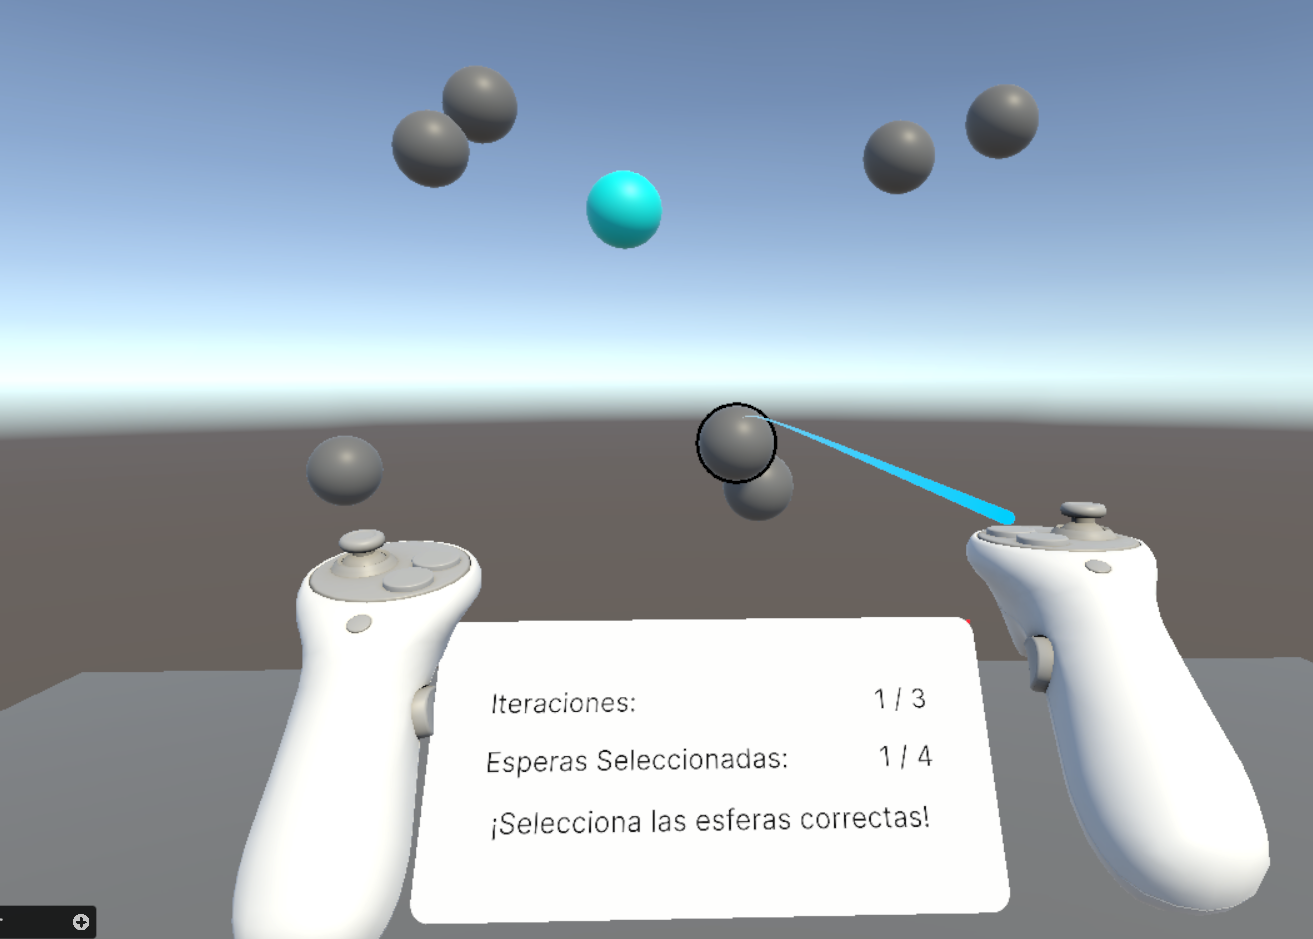 Iteraciones: 1 / 3
Esperas Seleccionadas: 1 / 4
¡Selecciona las esferas correctas!